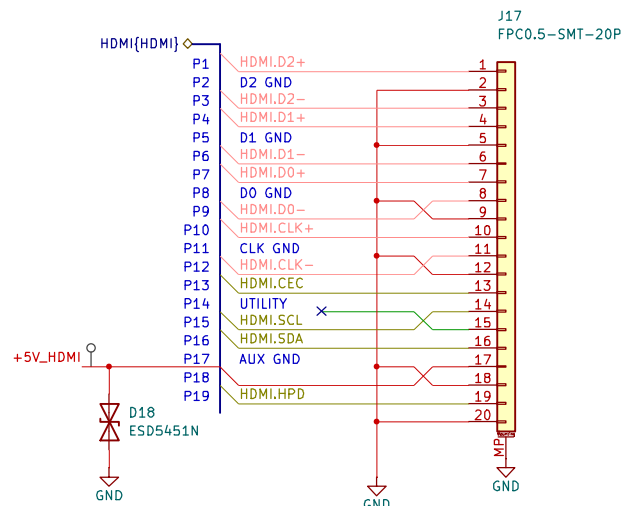 J17
FPC0.5-SMT-20P
HDMI{HDMI}
P1 HDMI.D2+ 1
P2 D2 GND 2
P3 HDMI.D2- 3
P4 HDMI.D1+ 4
P5 D1 GND 5
P6 HDMI.D1- 6
P7 HDMI.D0+ 7
P8 D0 GND 8
P9 HDMI.D0- 9
P10 HDMI.CLK+ 10
P11 CLK GND 11
P12 HDMI.CLK- 12
P13 HDMI.CEC 13
P14 UTILITY 14
P15 HDMI.SCL 15
P16 HDMI.SDA 16
+5V_HDMI P17 AUX GND 17
P18 18
P19 HDMI.HPD 19
20
D18
ESD5451N
MP
GND
GND
GND